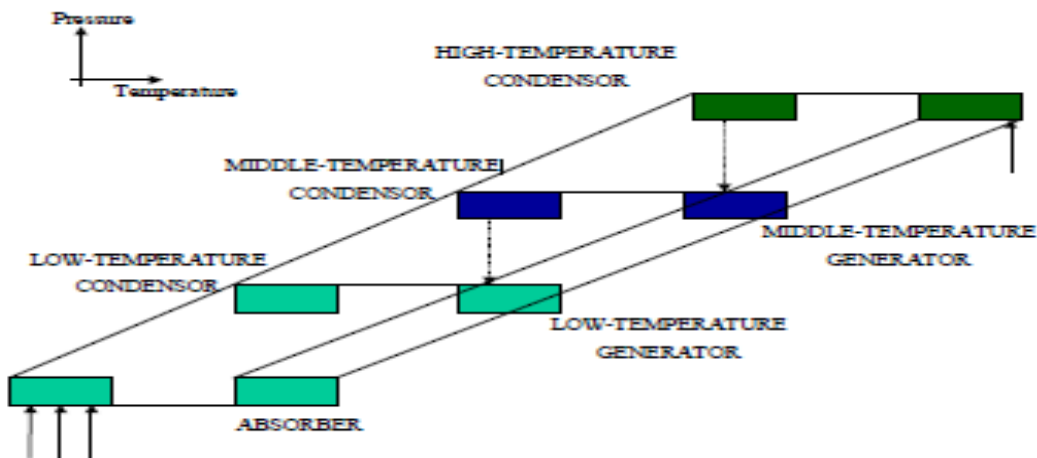 Pressure
Temperature
HIGH-TEMPERATURE
CONDENSOR
MIDDLE-TEMPERATURE
CONDENSOR
MIDDLE-TEMPERATURE
GENERATOR
LOW-TEMPERATURE
CONDENSOR
LOW-TEMPERATURE
GENERATOR
ABSORBER